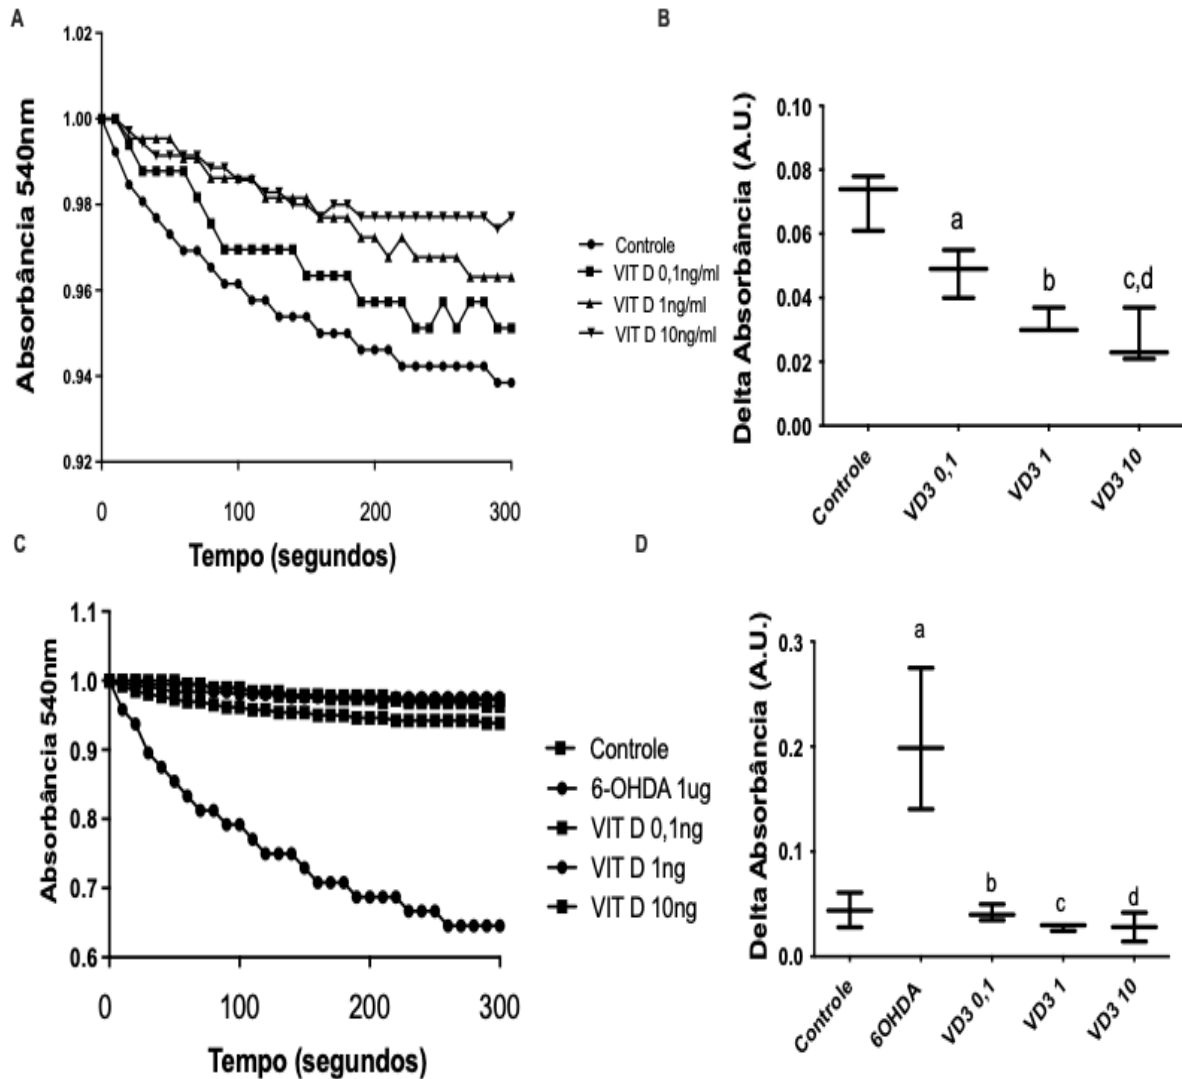 A
1.02
1.00
0.98
0.96
0.94
0.92
Absorbância 540nm
0
100
200
300
Tempo (segundos)
Controle
VIT D 0,1ng/ml
VIT D 1ng/ml
VIT D 10ng/ml
B
0.10
0.08
0.06
0.04
0.02
0.00
Delta Absorbância (A.U.)
a
b
c,d
Controle
VD3 0,1
VD3 1
VD3 10
C
1.1
1.0
0.9
0.8
0.7
0.6
Absorbância 540nm
0
100
200
300
Tempo (segundos)
Controle
6-OHDA 1ug
VIT D 0,1ng
VIT D 1ng
VIT D 10ng
D
0.3
0.2
0.1
0.0
Delta Absorbância (A.U.)
a
b
c
d
Controle
6OHDA
VD3 0,1
VD3 1
VD3 10